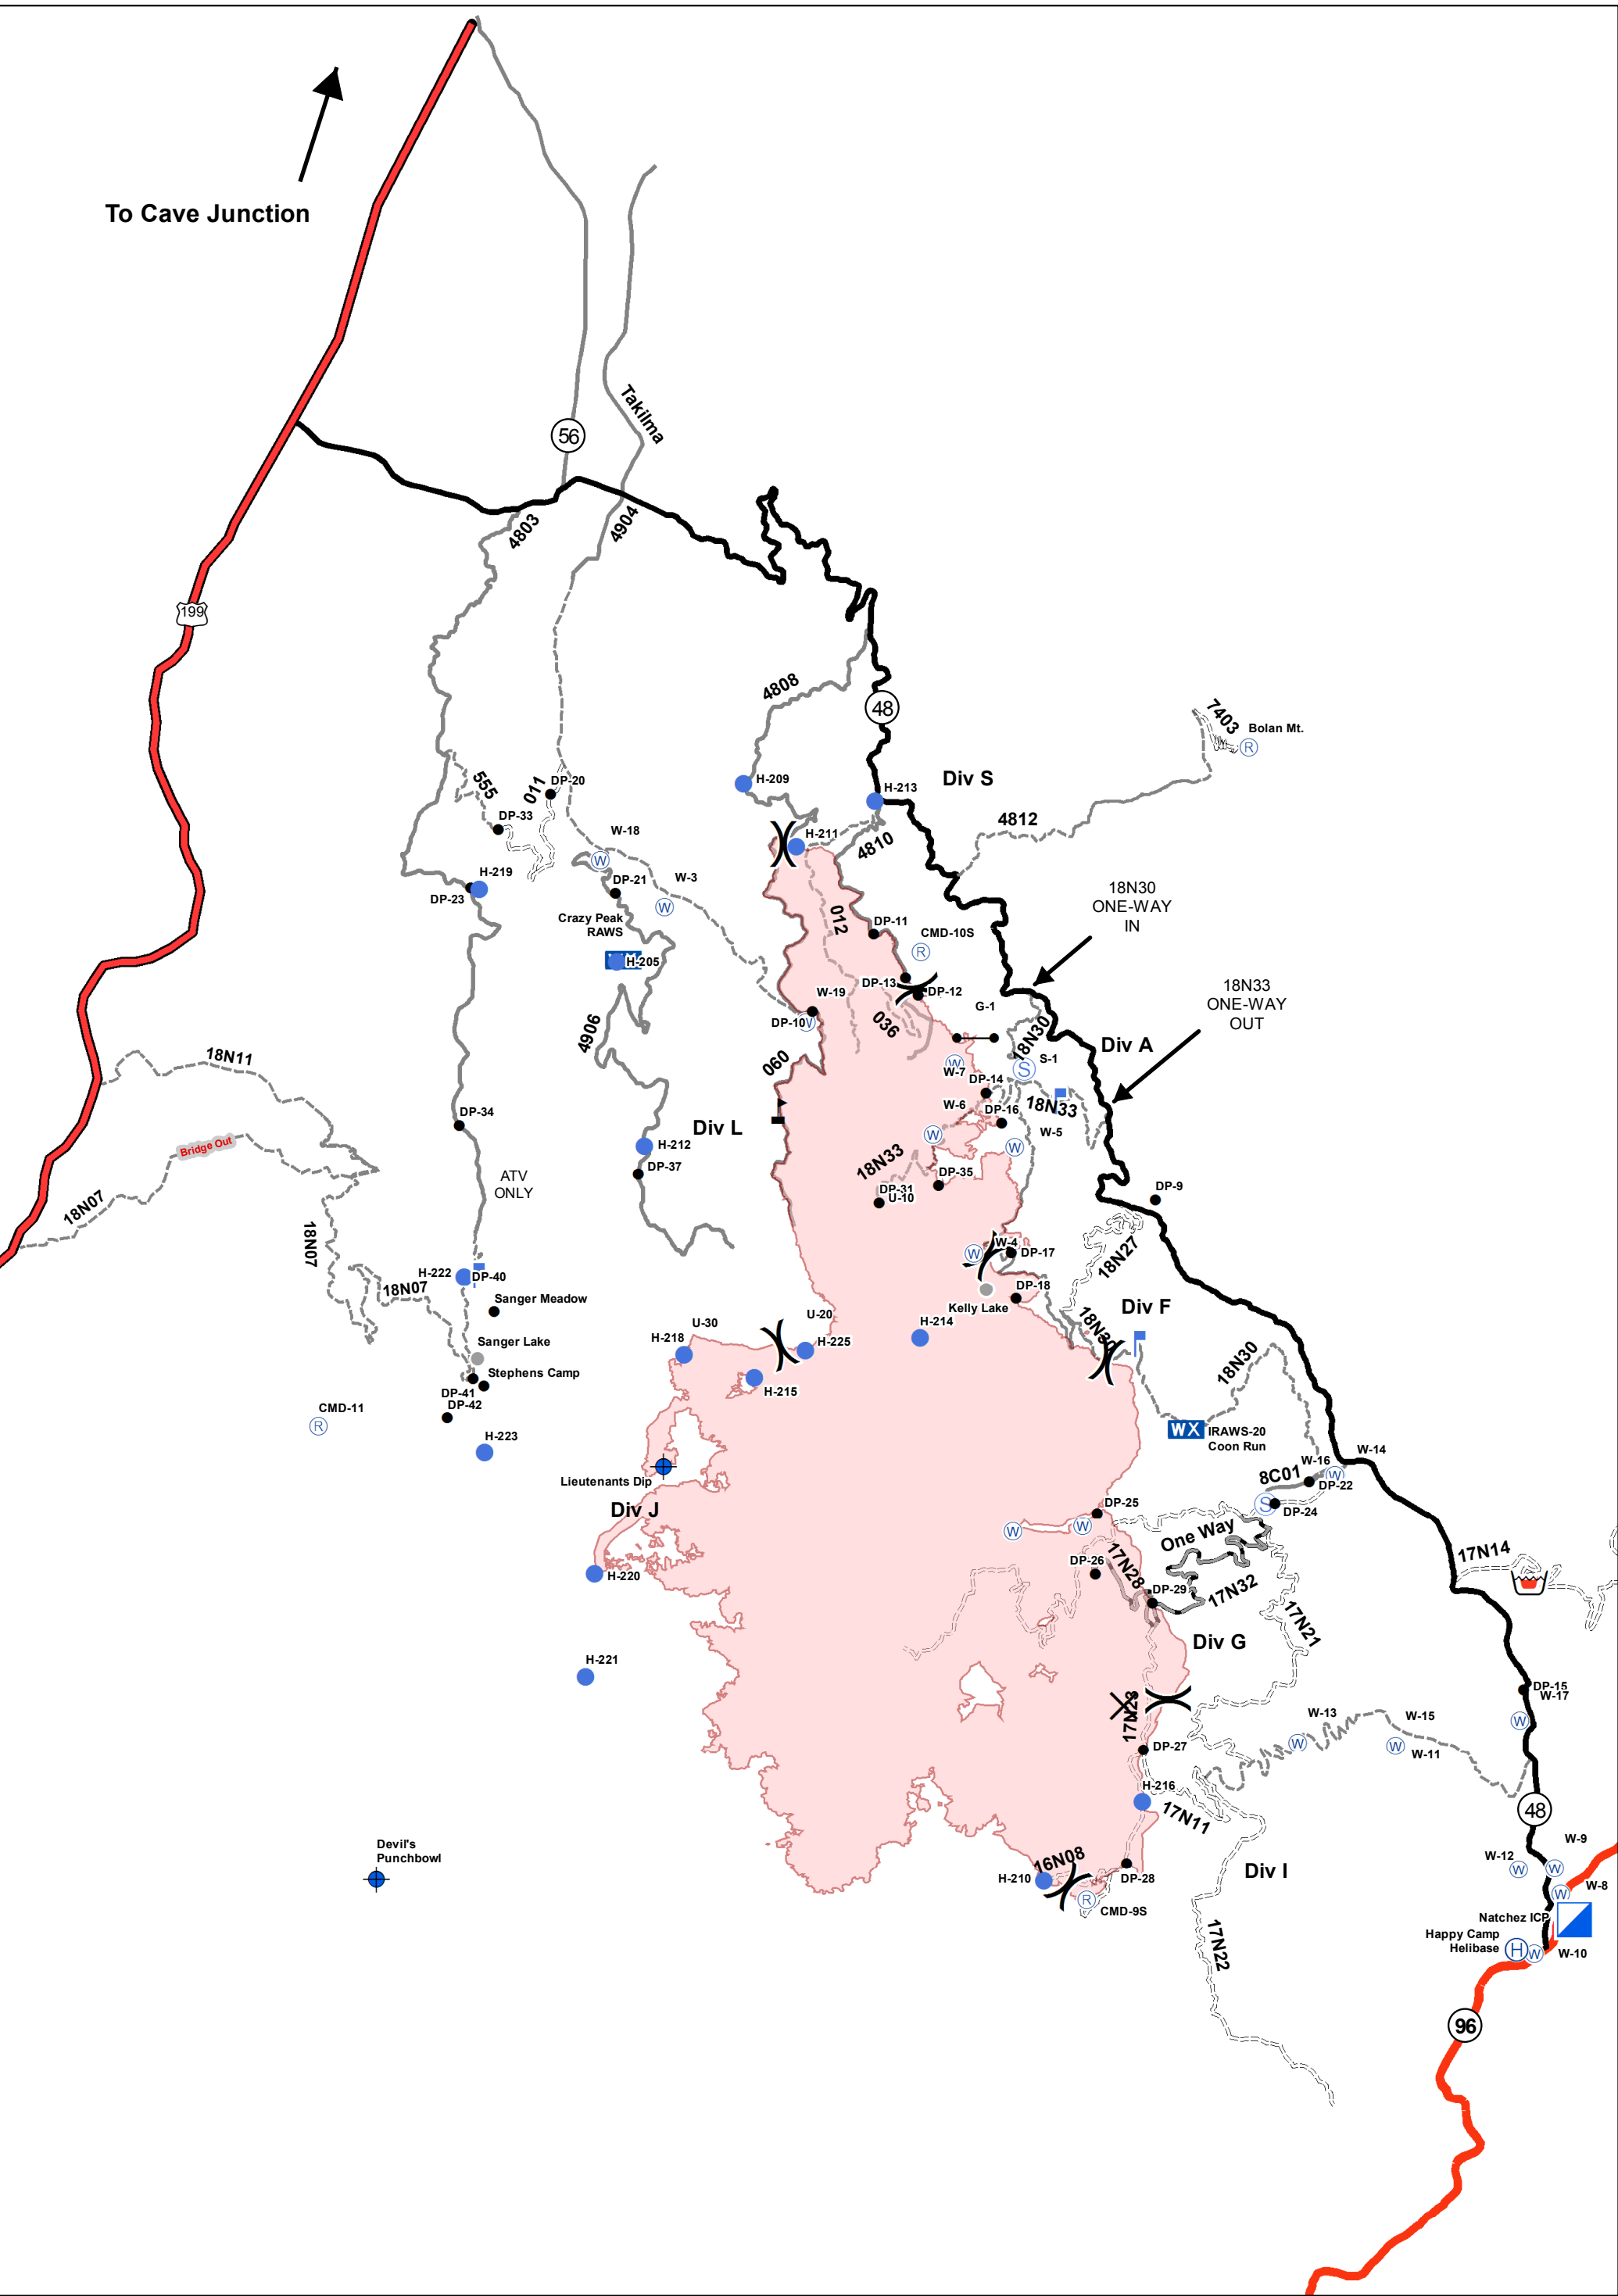 To Cave Junction
56
Takilma
4803
4904
199
4808
48
7403
Bolan Mt.
R
Div S
555
011
DP-20
H-209
H-213
DP-33
4812
W-18
H-211
4810
W
DP-21
W-3
H-219
DP-23
W
18N30
ONE-WAY
IN
Crazy Peak
RAWS
012
DP-11
CMD-10S
R
H-205
DP-13
DP-12
18N33
ONE-WAY
OUT
W-19
G-1
DP-10
W
036
4906
18N30
Div A
18N11
060
S-1
W
W-7
S
DP-14
W-6
DP-16
18N33
DP-34
W-5
Bridge Out
Div L
W
W
H-212
18N33
DP-37
DP-35
ATV
ONLY
DP-31
U-10
DP-9
18N07
18N07
W
W-4
DP-17
18N27
H-222
DP-40
18N07
DP-18
Sanger Meadow
Kelly Lake
Div F
U-30
U-20
18N30
Sanger Lake
H-218
H-225
H-214
18N30
Stephens Camp
H-215
DP-41
DP-42
CMD-11
R
H-223
WX
IRAWS-20
Coon Run
W-14
W-16
W
8C01
DP-22
Lieutenants Dip
Div J
S
DP-24
DP-25
W
W
One Way
17N14
DP-26
17N28
H-220
DP-29
17N32
17N21
Div G
H-221
DP-15
W-17
17N23
W-13
W-15
W
W
W
W-11
DP-27
H-216
17N11
48
Devil's
Punchbowl
16N08
W-9
W-12
W
W
H-210
DP-28
Div I
R
CMD-9S
W-8
W
Natchez ICP
Happy Camp
Helibase
H
W
W-10
17N22
96